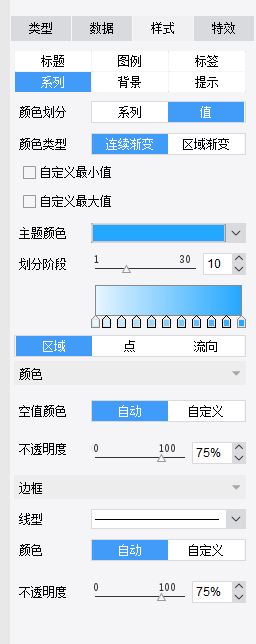 类型 数据 样式 特效
标题 图例 标签
系列 背景 提示
颜色划分 系列 值
颜色类型 连续渐变 区域渐变
自定义最小值
自定义最大值
主题颜色
划分阶段 1 30 10
区域 点 流向
颜色
空值颜色 自动 自定义
不透明度 0 100 75%
边框
线型
颜色 自动 自定义
不透明度 0 100 75%